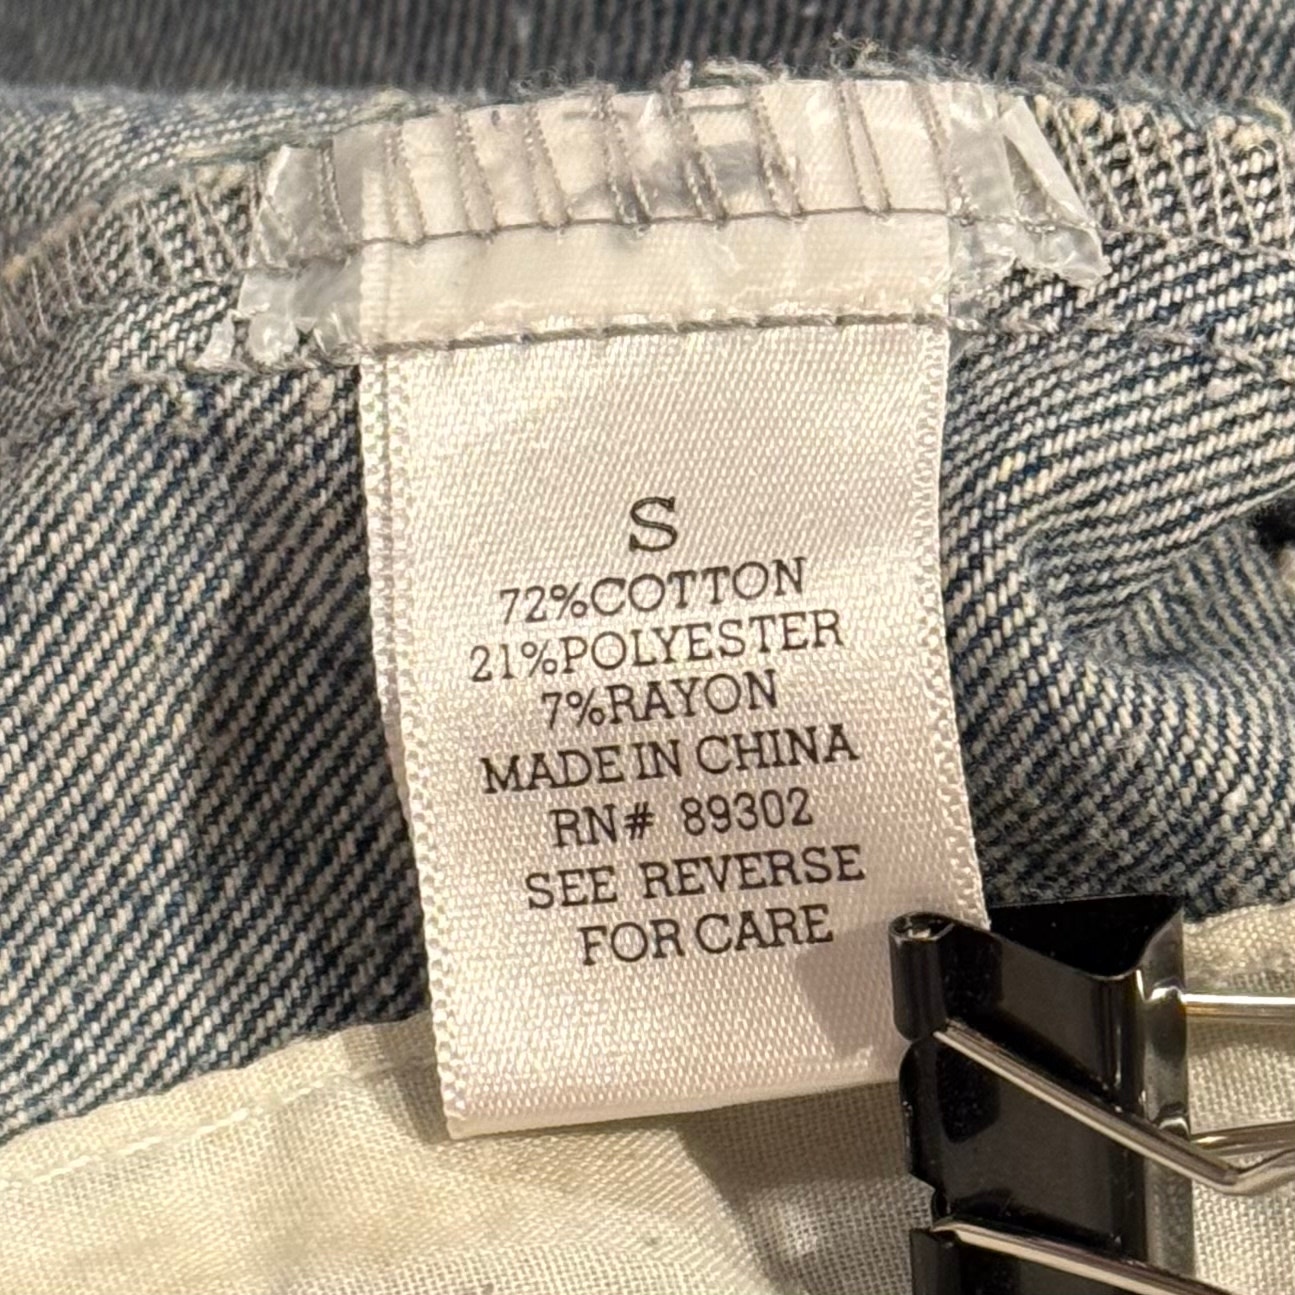 S
72%COTTON
21%POLYESTER
7%RAYON
MADE IN CHINA
RN# 89302
SEE REVERSE
FOR CARE